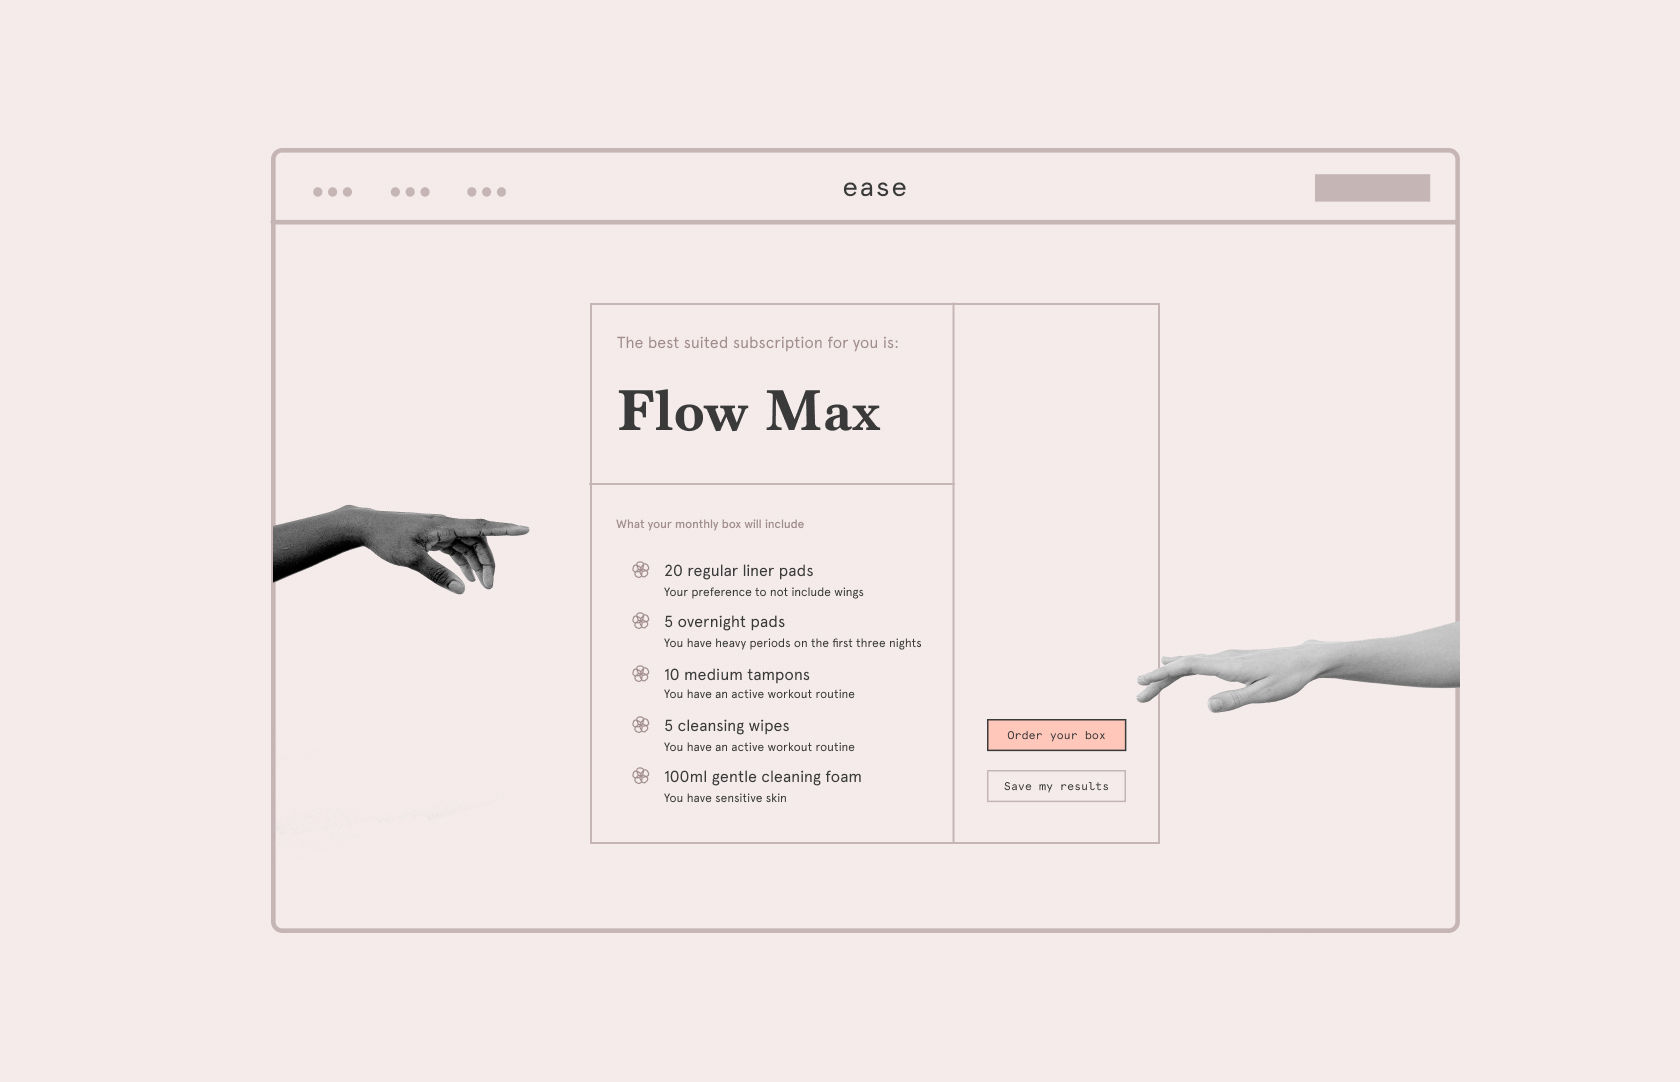 ease
The best suited subscription for you is:
Flow Max
What your monthly box will include
20 regular liner pads
Your preference to not include wings
5 overnight pads
You have heavy periods on the first three nights
10 medium tampons
You have an active workout routine
5 cleansing wipes
You have an active workout routine
100ml gentle cleaning foam
You have sensitive skin
Order your box
Save my results